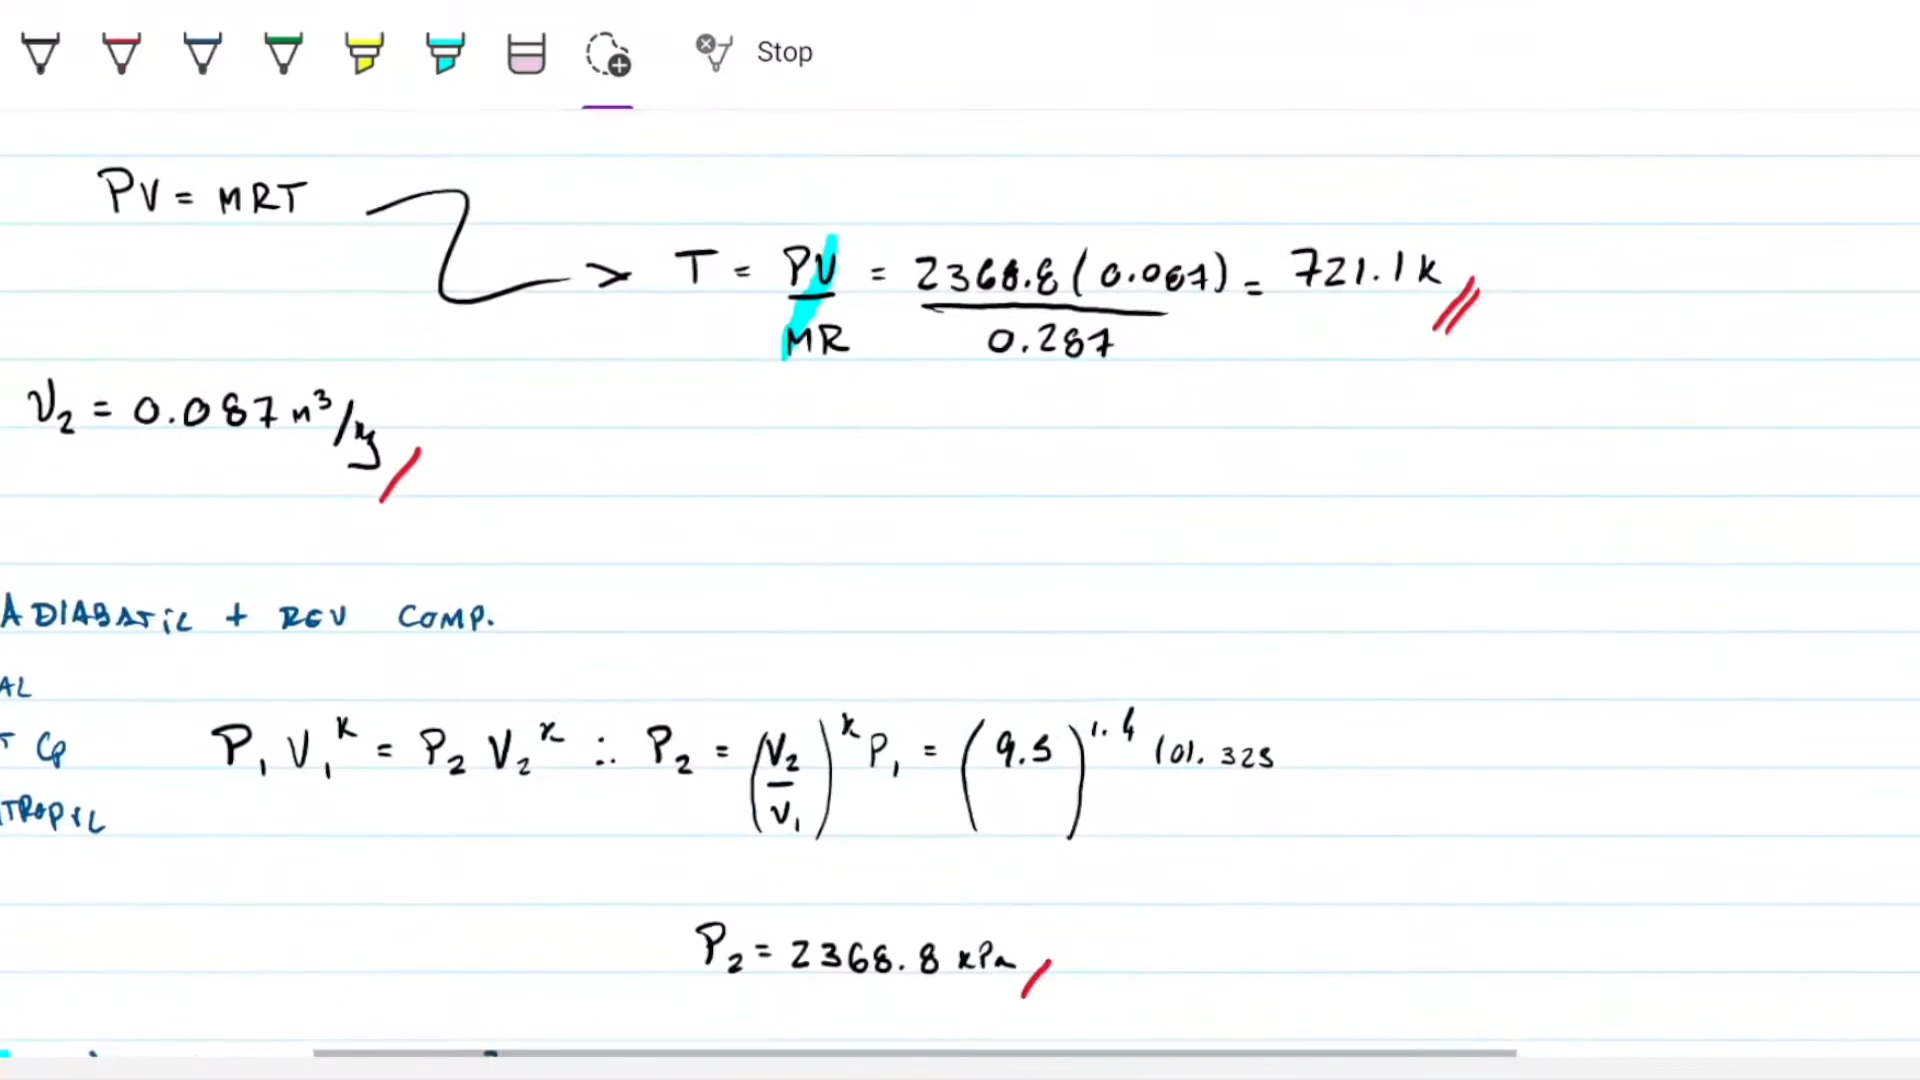 Stop
PV = MRT
T = PV/MR = 2368.8(0.087)/0.287 = 721.1 K
V₂ = 0.087 m³/kg
ADIABATIC + REV COMP.
AL
P₁ V₁ᵏ = P₂ V₂ᵏ ∴ P₂ = (V₂/V₁)ᵏ P₁ = (9.5)^1.4 101.325
T Cp
TROPIC
P₂ = 2368.8 kPa